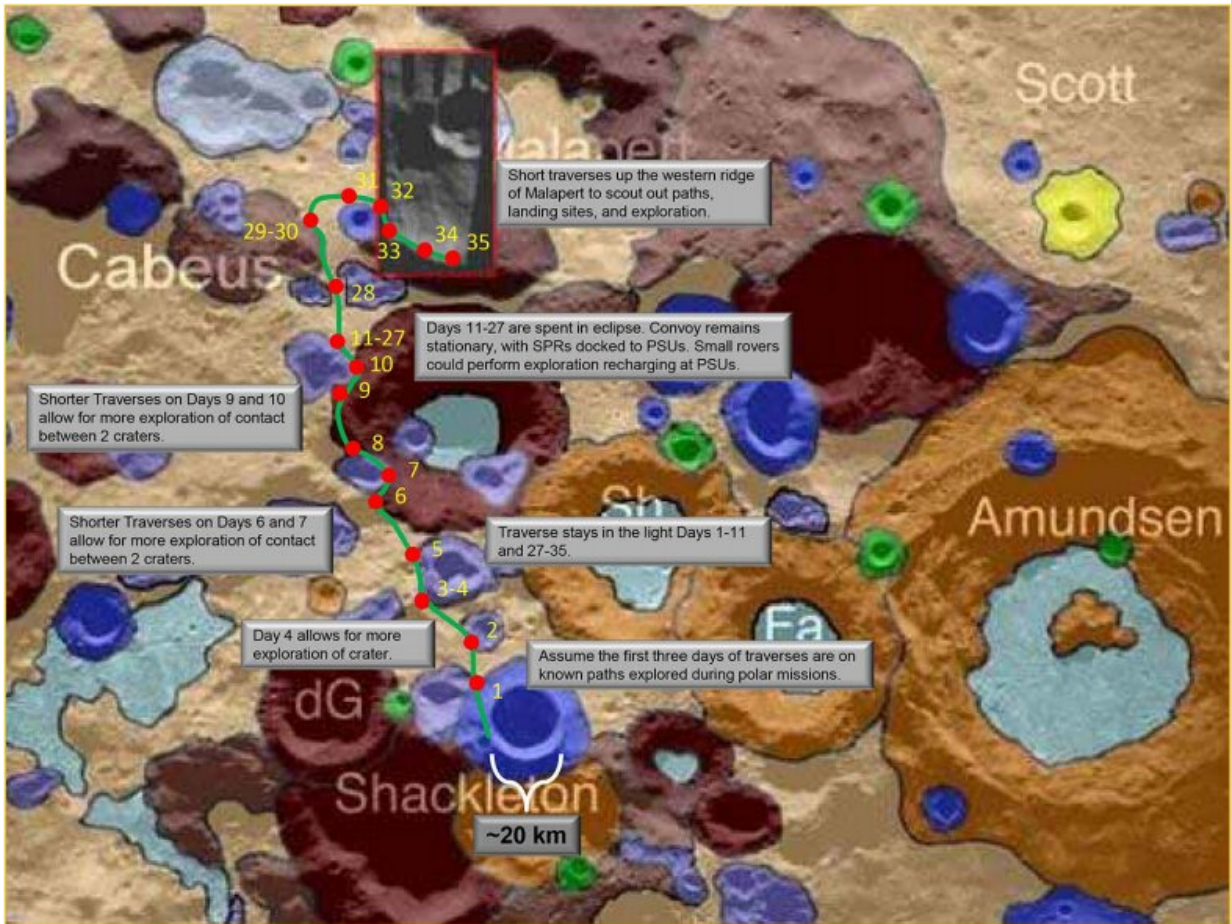 Scott
Malapert
Short traverses up the western ridge
of Malapert to scout out paths,
landing sites, and exploration.
31
32
29-30
33
34
35
Cabeus
28
11-27
Days 11-27 are spent in eclipse. Convoy remains
stationary, with SPRs docked to PSUs. Small rovers
could perform exploration recharging at PSUs.
10
9
Shorter Traverses on Days 9 and 10
allow for more exploration of contact
between 2 craters.
8
7
6
Sh
Amundsen
Shorter Traverses on Days 6 and 7
allow for more exploration of contact
between 2 craters.
Traverse stays in the light Days 1-11
and 27-35.
5
3-4
2
Fa
Day 4 allows for more
exploration of crater.
Assume the first three days of traverses are on
known paths explored during polar missions.
1
dG
Shackleton
~20 km